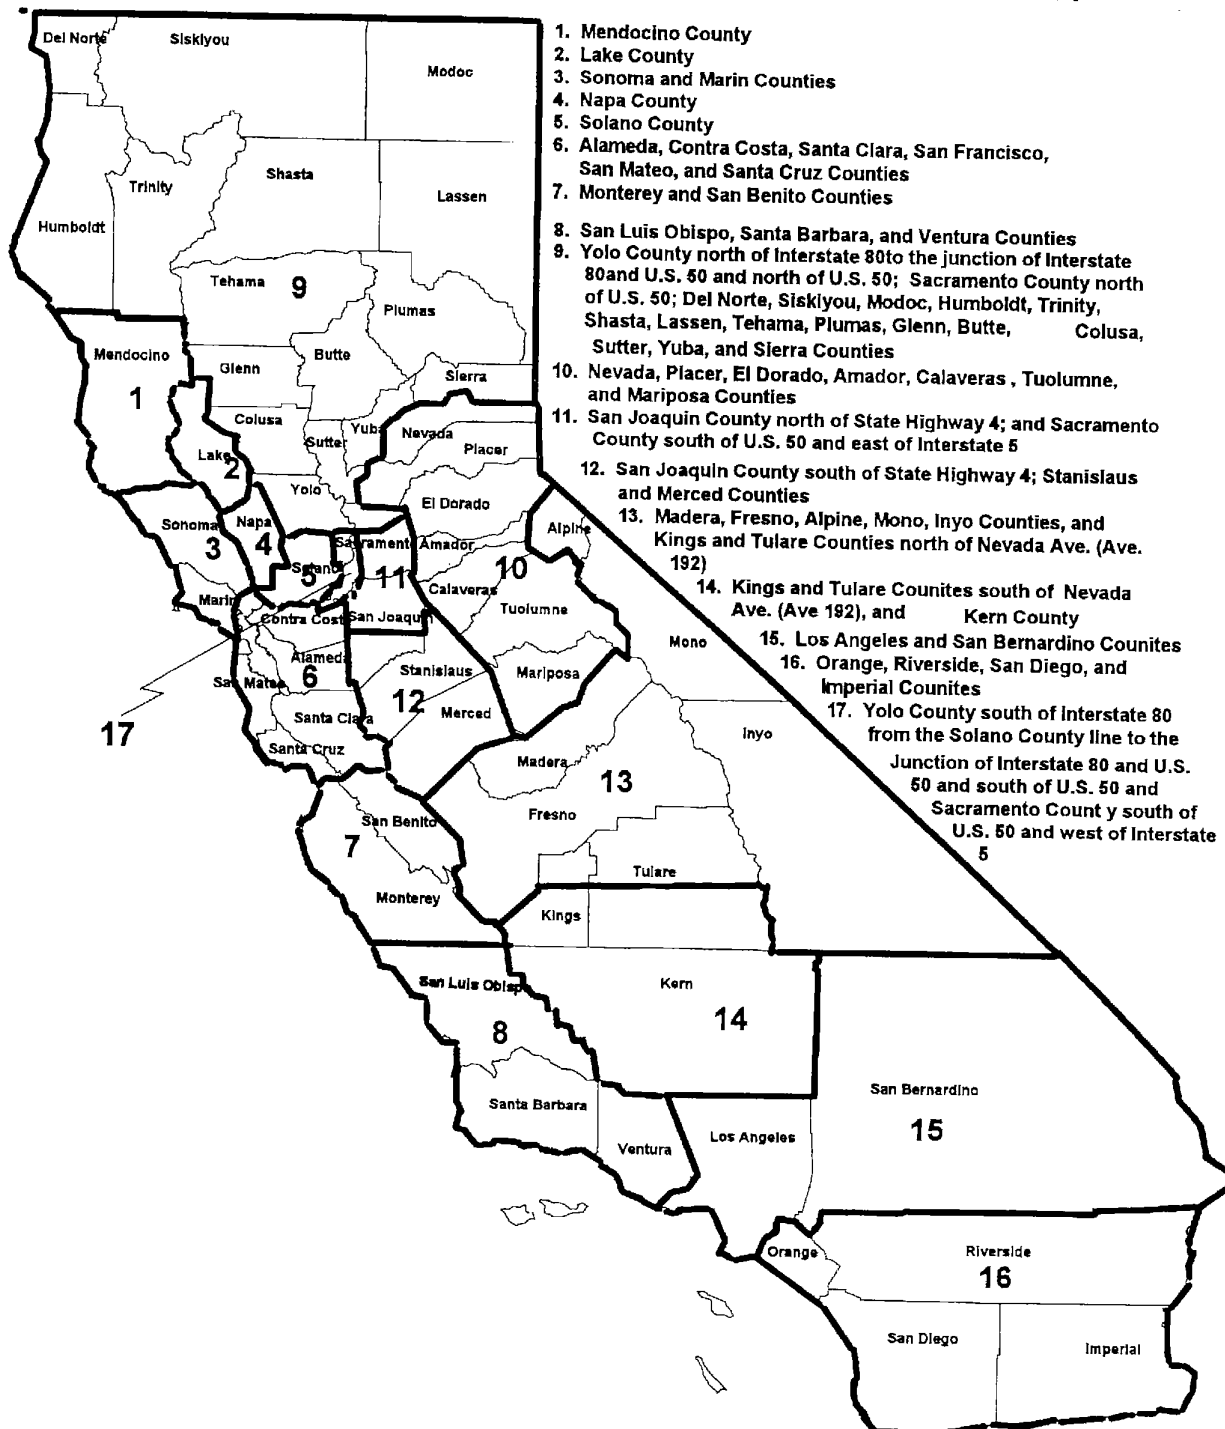 1. Mendocino County
2. Lake County
3. Sonoma and Marin Counties
4. Napa County
5. Solano County
6. Alameda, Contra Costa, Santa Clara, San Francisco,
San Mateo, and Santa Cruz Counties
7. Monterey and San Benito Counties
8. San Luis Obispo, Santa Barbara, and Ventura Counties
9. Yolo County north of Interstate 80to the junction of Interstate
80and U.S. 50 and north of U.S. 50; Sacramento County north
of U.S. 50; Del Norte, Siskiyou, Modoc, Humboldt, Trinity,
Shasta, Lassen, Tehama, Plumas, Glenn, Butte, Colusa,
Sutter, Yuba, and Sierra Counties
10. Nevada, Placer, El Dorado, Amador, Calaveras , Tuolumne,
and Mariposa Counties
11. San Joaquin County north of State Highway 4; and Sacramento
County south of U.S. 50 and east of Interstate 5
12. San Joaquin County south of State Highway 4; Stanislaus
and Merced Counties
13. Madera, Fresno, Alpine, Mono, Inyo Counties, and
Kings and Tulare Counties north of Nevada Ave. (Ave.
192)
14. Kings and Tulare Counites south of Nevada
Ave. (Ave 192), and Kern County
15. Los Angeles and San Bernardino Counites
16. Orange, Riverside, San Diego, and
Imperial Counites
17. Yolo County south of Interstate 80
from the Solano County line to the
Junction of Interstate 80 and U.S.
50 and south of U.S. 50 and
Sacramento Count y south of
U.S. 50 and west of Interstate
5
Del Norte
Siskiyou
Modoc
Trinity
Shasta
Lassen
Humboldt
Tehama
9
Plumas
Mendocino
Glenn
Butte
Sierra
1
Colusa
Sutter
Yuba
Nevada
Placer
Lake
2
Yolo
El Dorado
Sonoma
Napa
Alpine
3
4
Sacramento
Amador
Solano
5
11
10
Calaveras
Marin
Contra Costa
San Joaquin
Tuolumne
Mono
Alameda
6
Stanislaus
Mariposa
San Mateo
12
Merced
Santa Clara
17
Santa Cruz
Inyo
Madera
13
Fresno
San Benito
7
Tulare
Monterey
Kings
San Luis Obispo
Kern
8
14
Santa Barbara
San Bernardino
Ventura
Los Angeles
15
Orange
Riverside
16
San Diego
Imperial